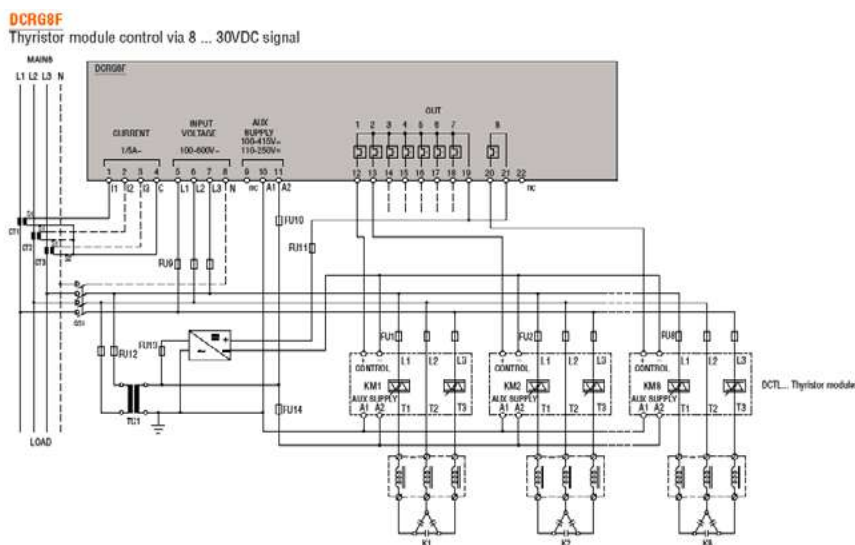 DCRG8F
Thyristor module control via 8 ... 30VDC signal
MAINS
L1 L2 L3 N
DCRG8F
OUT
CURRENT
1/5A~
INPUT VOLTAGE
100-600V~
AUX SUPPLY
100-415V~
110-250V=
1 2 3 4 5 6 7 8
1 2 3 4 5 6 7 8 9 10 11 12 13 14 15 16 17 18 19 20 21 22
I1 I2 I3 C L1 L2 L3 N nc A1 A2 nc
CT1
CT2
CT3
FU10
FU11
FU9
QS1
FU12
FU13
FU14
TC1
LOAD
FU1 FU2 FU8
+ - L1 L2 L3
+ - L1 L2 L3
+ - L1 L2 L3
CONTROL CONTROL CONTROL
KM1 KM2 KM8
DCTL... Thyristor module
AUX SUPPLY AUX SUPPLY AUX SUPPLY
A1 A2 T1 T2 T3
A1 A2 T1 T2 T3
A1 A2 T1 T2 T3
K1 K2 K8